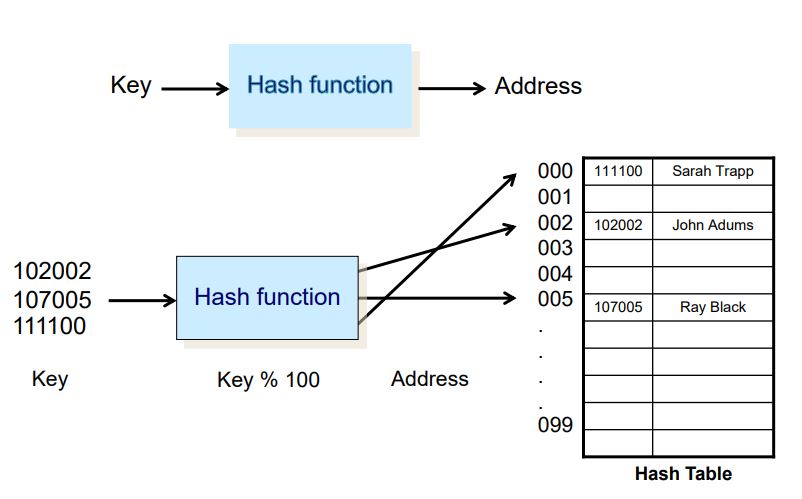 Key
Hash function
Address
000 111100 Sarah Trapp
001
002 102002 John Adums
003
004
005 107005 Ray Black
.
.
.
.
099
102002
107005
111100
Hash function
Key
Key % 100
Address
Hash Table